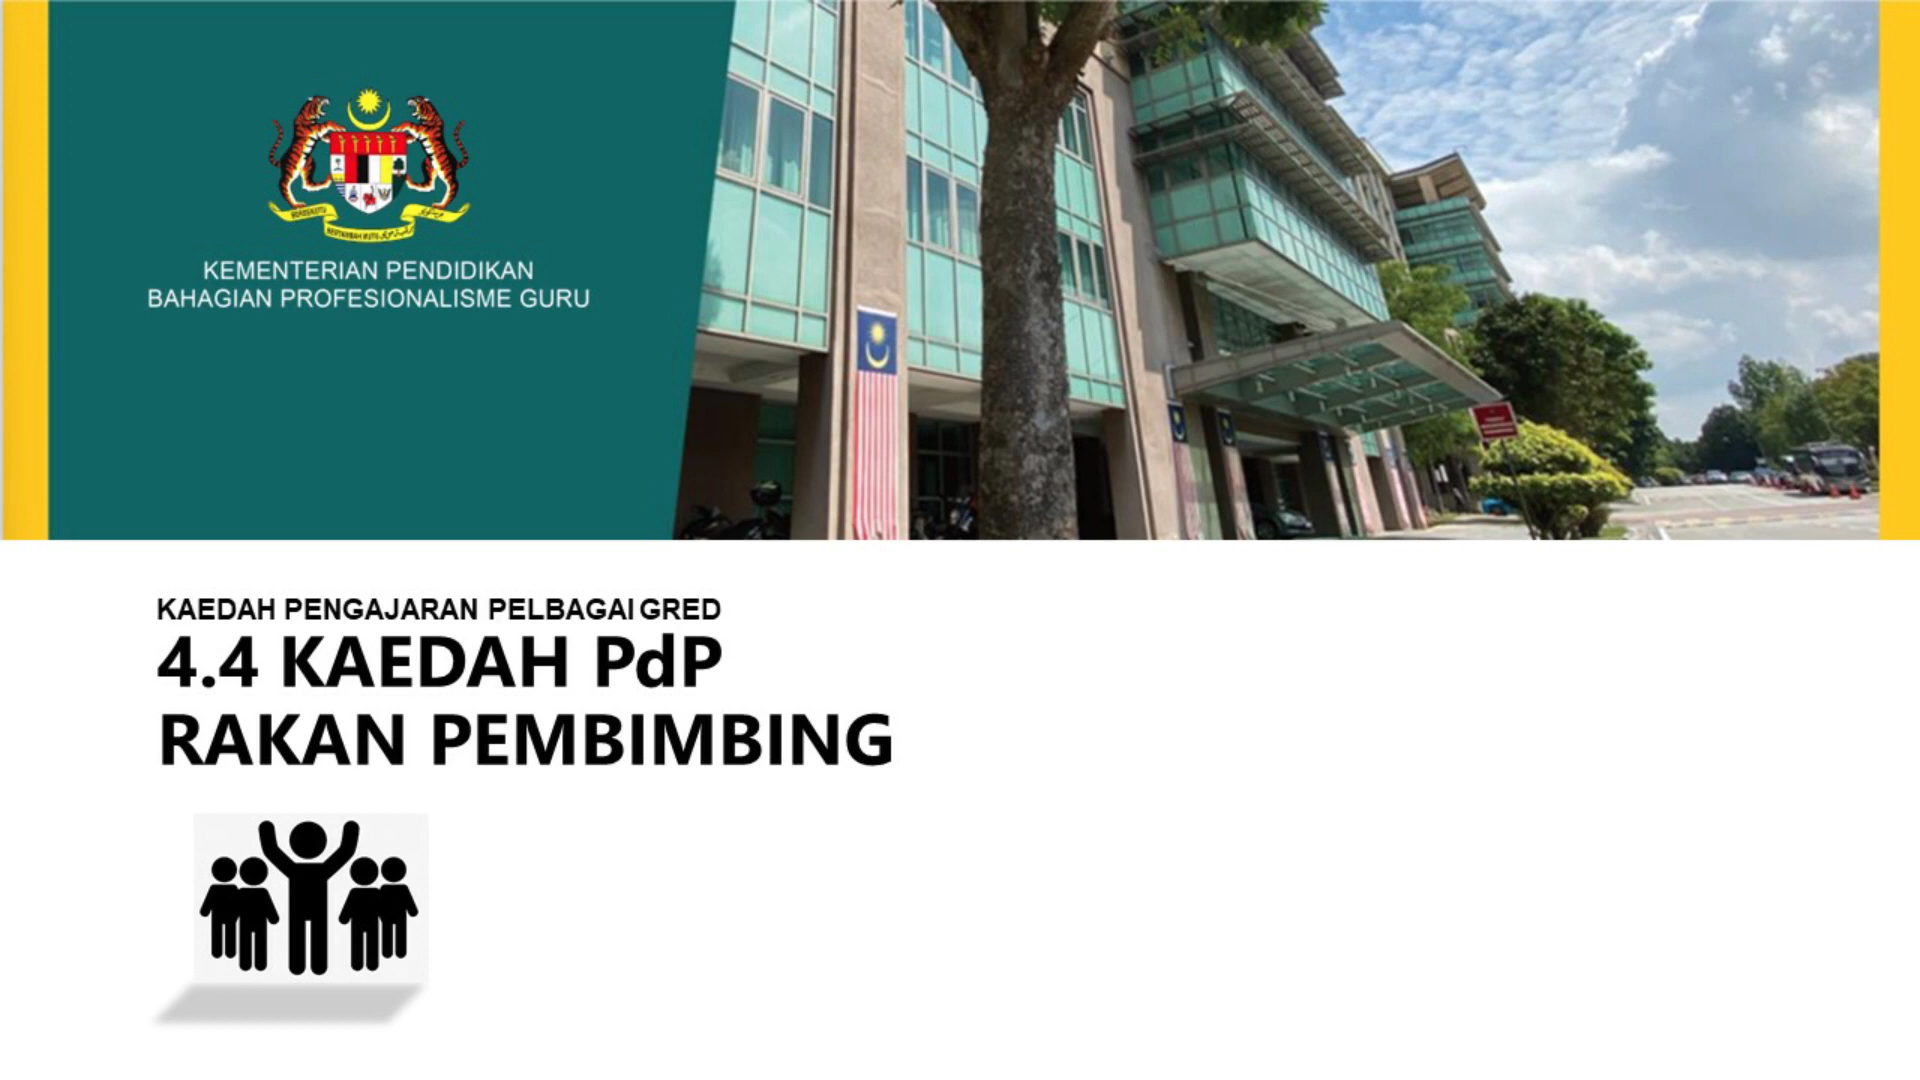 KEMENTERIAN PENDIDIKAN
BAHAGIAN PROFESIONALISME GURU
KAEDAH PENGAJARAN PELBAGAI GRED
4.4 KAEDAH PdP
RAKAN PEMBIMBING